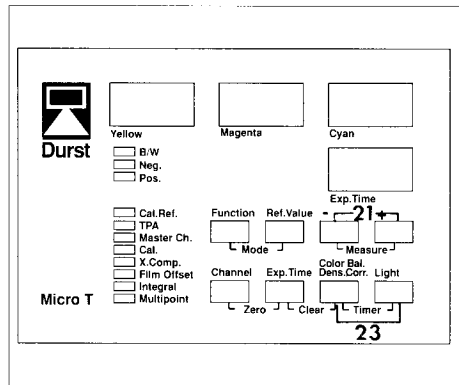 Yellow Magenta Cyan
Durst
B/W
Neg.
Pos.
Exp.Time
Cal.Ref.
TPA
Master Ch.
Cal.
X.Comp.
Film Offset
Integral
Multipoint
Function Ref.Value - 21 +
Mode Measure
Channel Exp.Time Color Bal. Dens.Corr. Light
Zero Clear Timer
23
Micro T